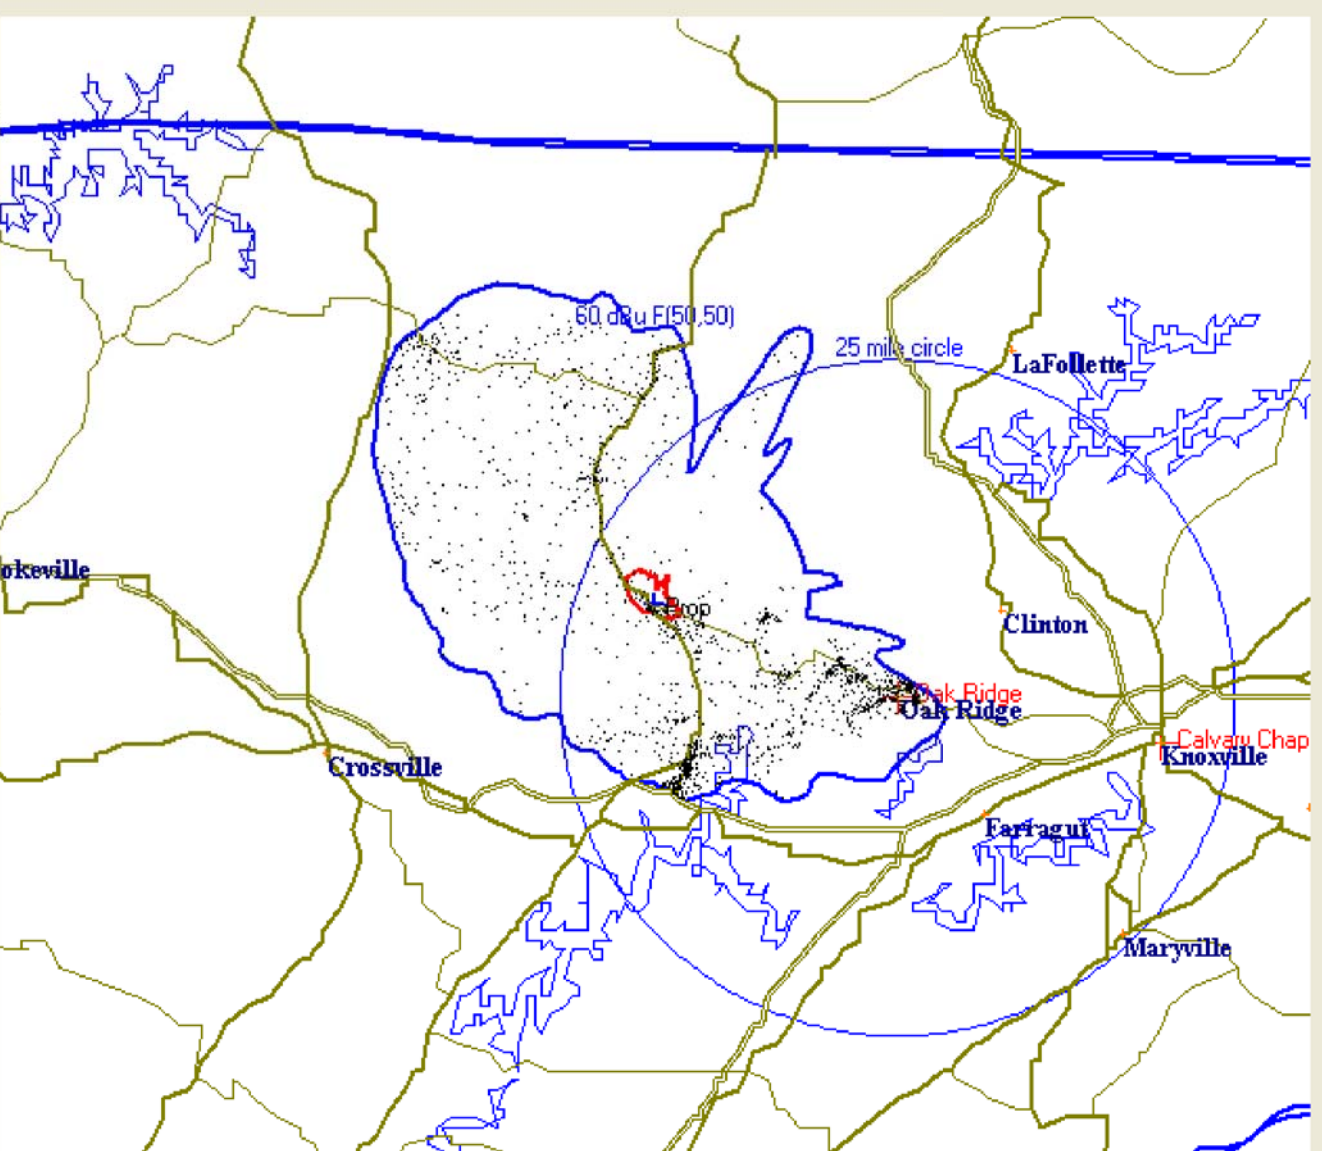 60 dBu F(50,50)
25 mile circle
LaFollette
okeville
Prop
Clinton
Oak Ridge
Oak Ridge
Calvary Chap
Knoxville
Crossville
Farragut
Maryville